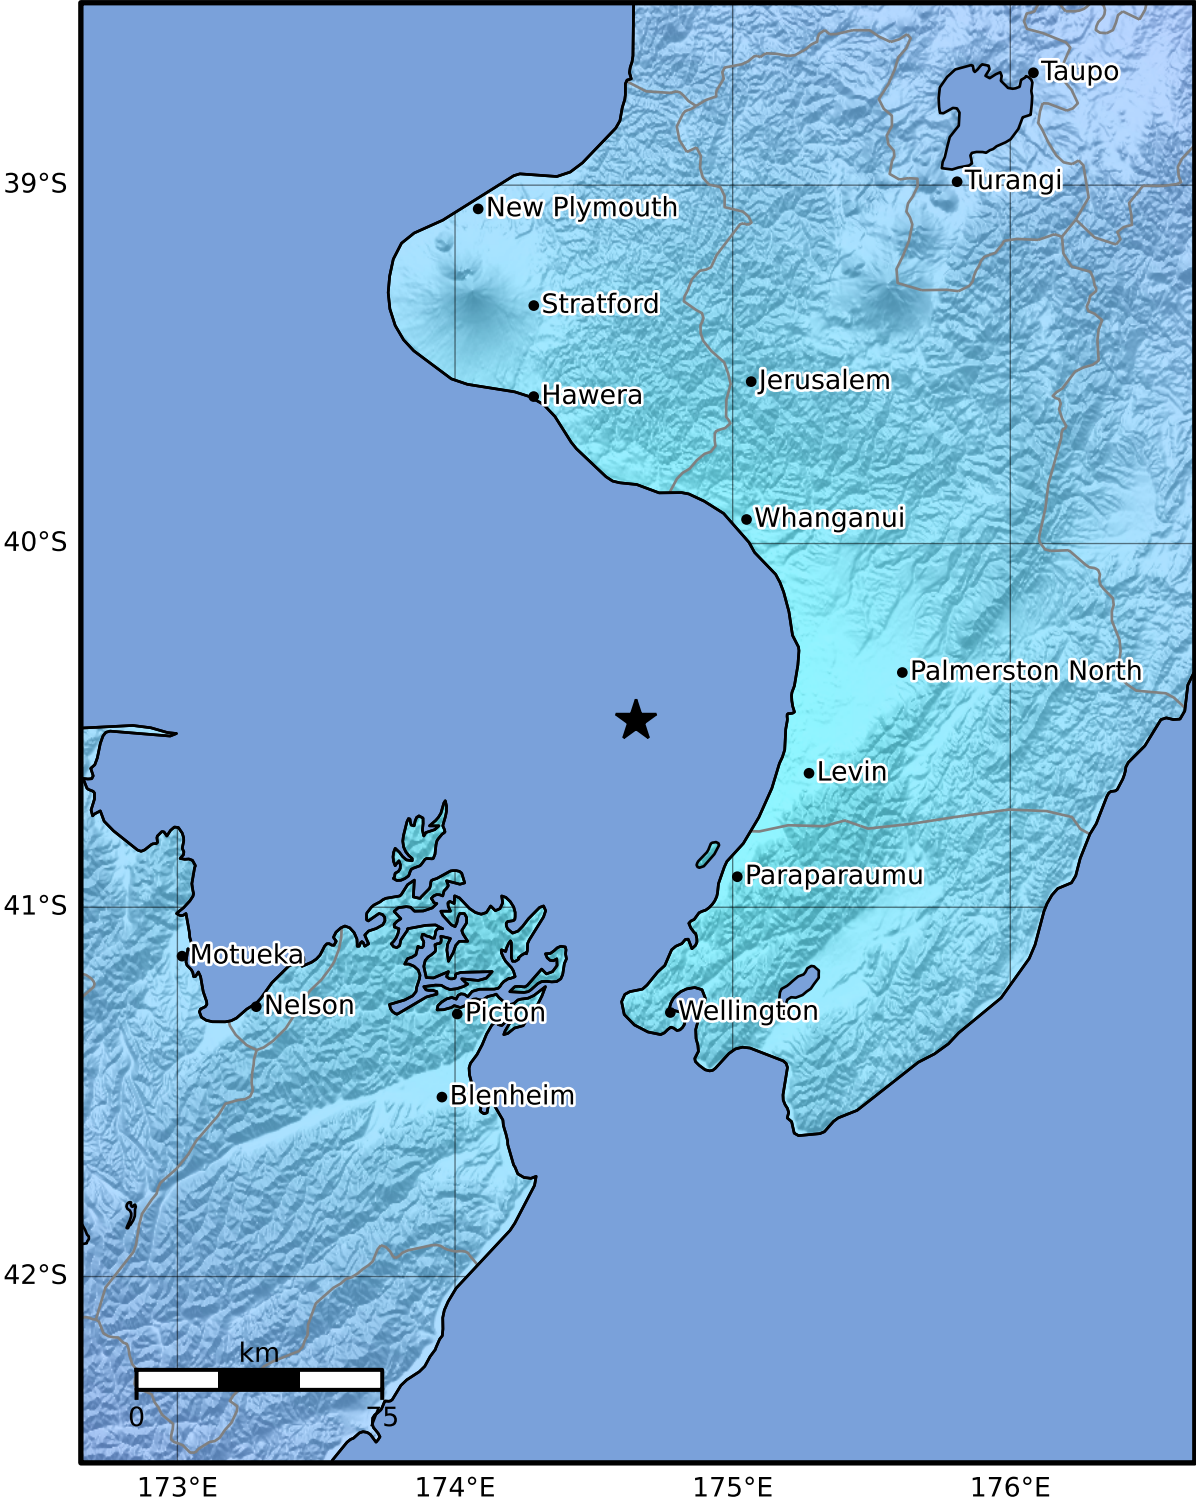 Taupo
39°S
Turangi
New Plymouth
Stratford
Jerusalem
Hawera
Whanganui
40°S
Palmerston North
Levin
Paraparaumu
41°S
Motueka
Nelson
Picton
Wellington
Blenheim
42°S
km
0 75
173°E 174°E 175°E 176°E